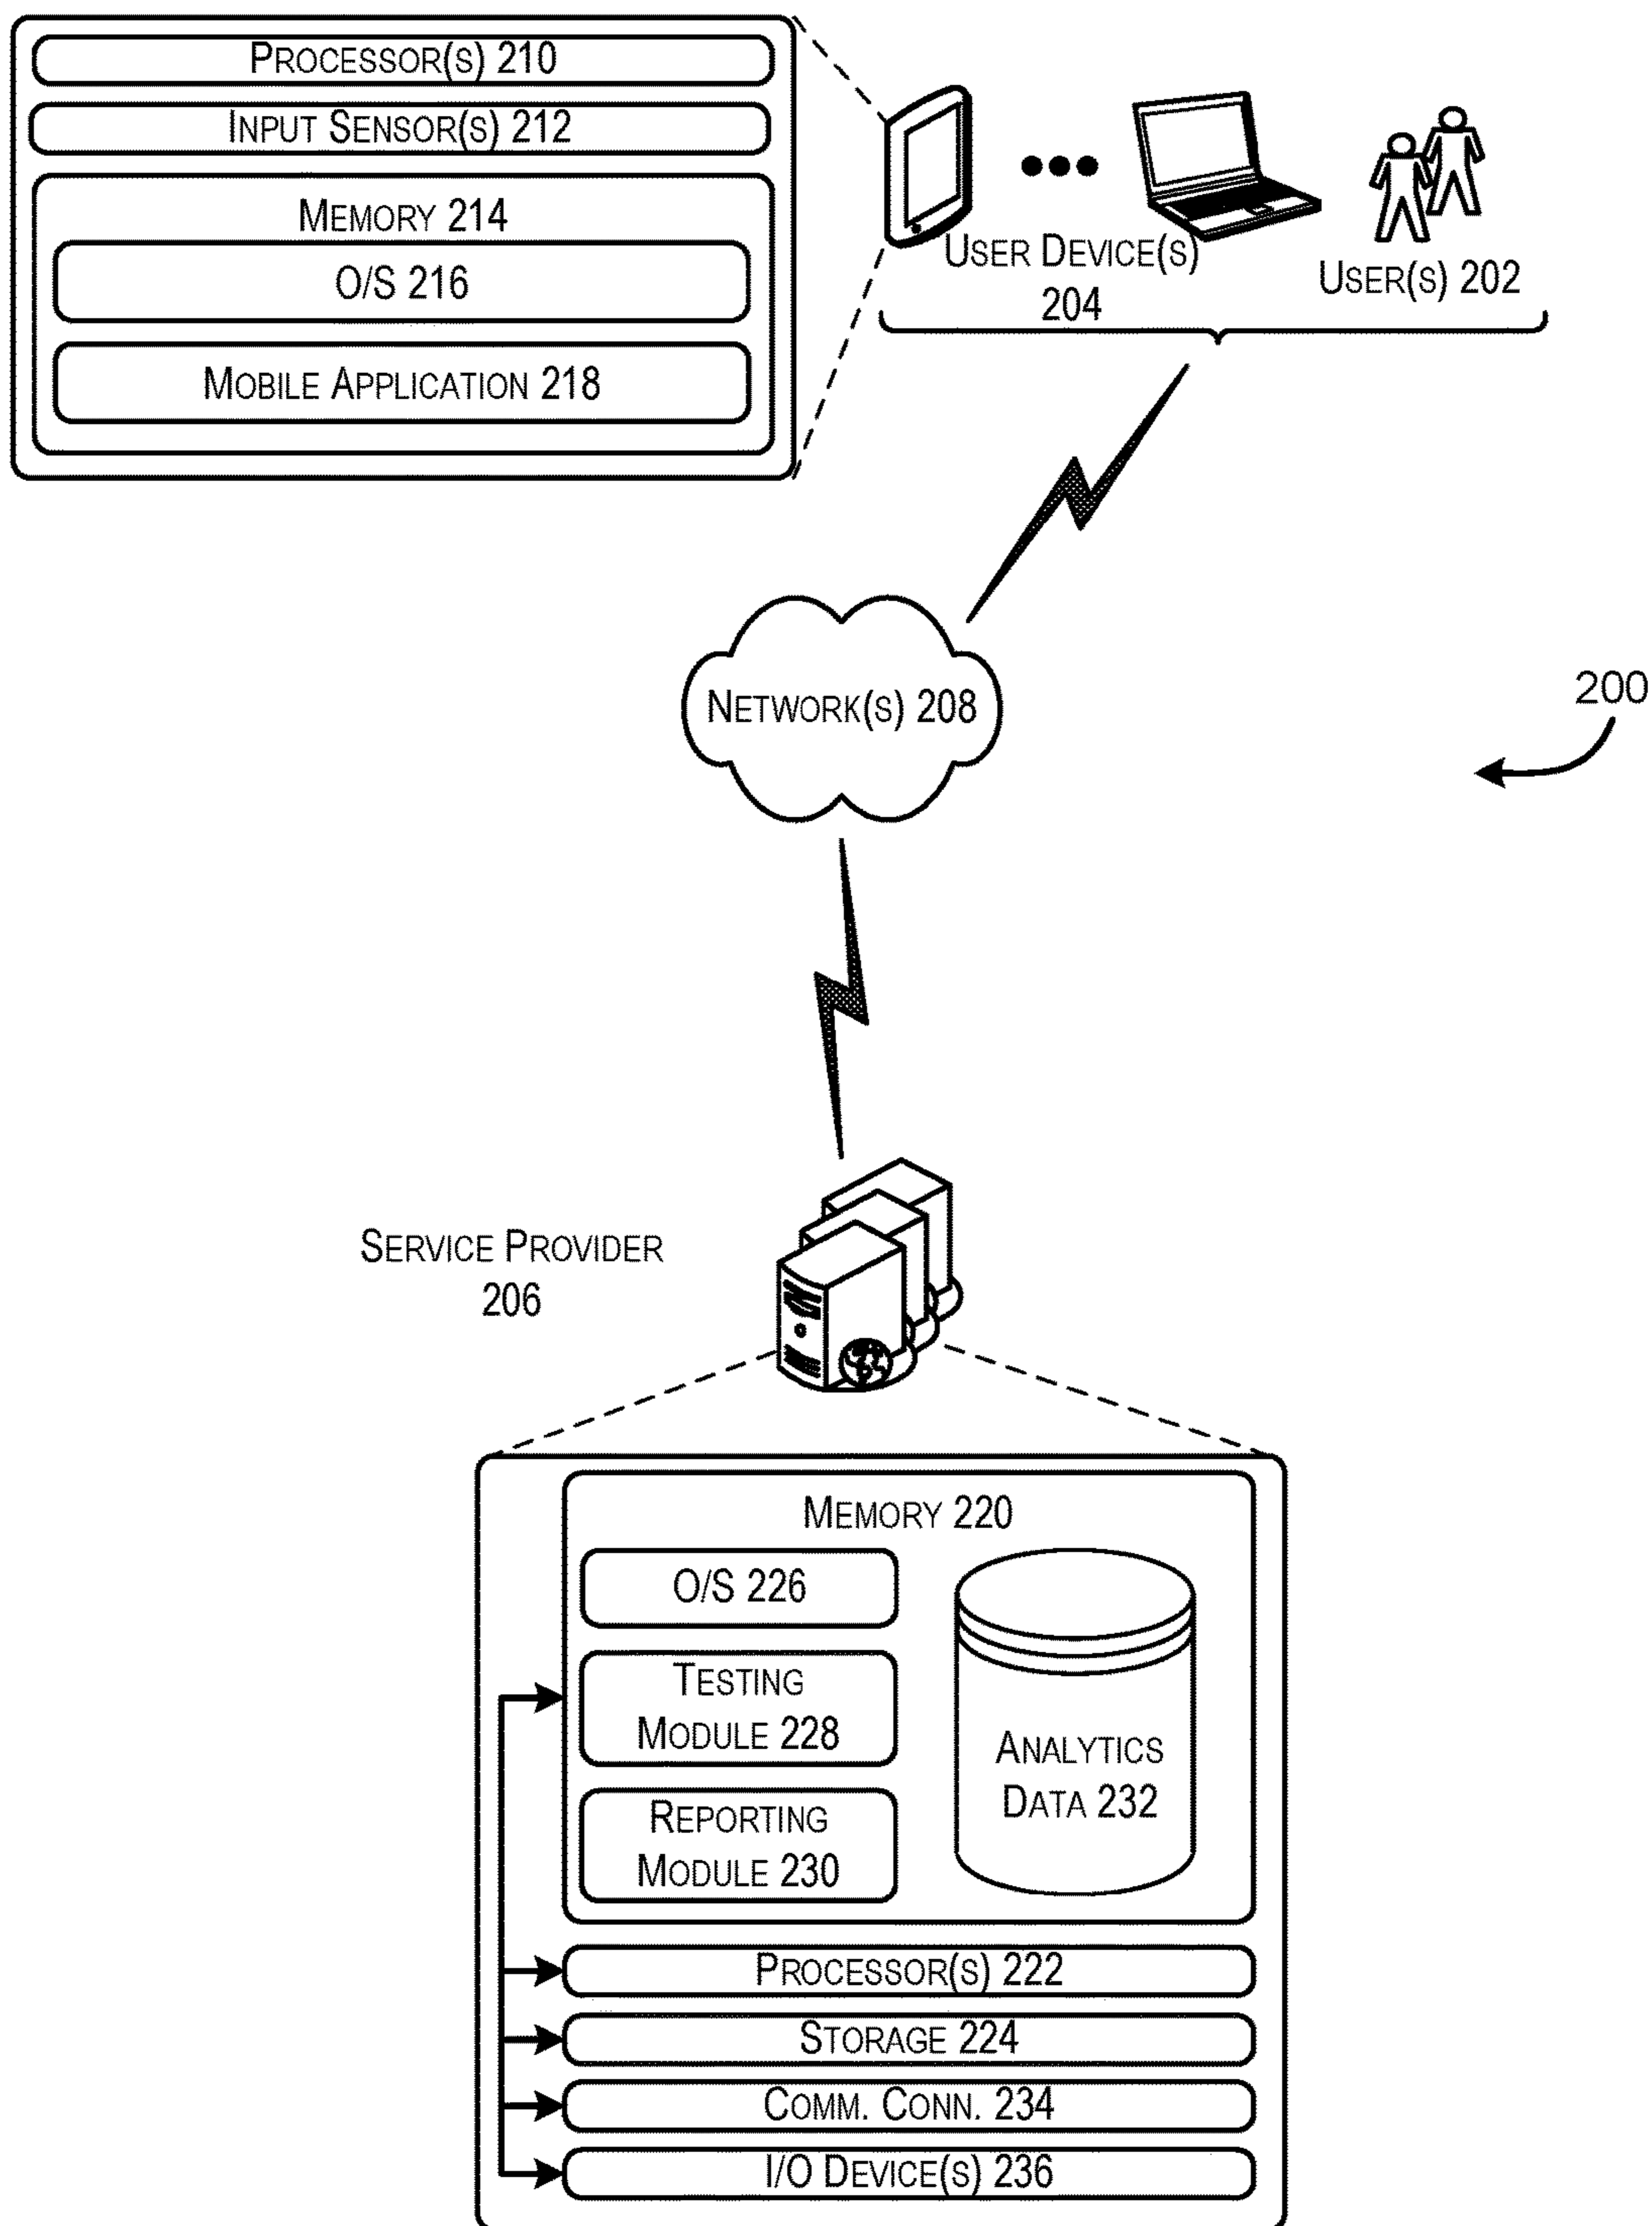 PROCESSOR(S) 210
INPUT SENSOR(S) 212
MEMORY 214
O/S 216
MOBILE APPLICATION 218
USER DEVICE(S)
204
USER(S) 202
NETWORK(S) 208
200
SERVICE PROVIDER
206
MEMORY 220
O/S 226
TESTING
MODULE 228
REPORTING
MODULE 230
ANALYTICS
DATA 232
PROCESSOR(S) 222
STORAGE 224
COMM. CONN. 234
I/O DEVICE(S) 236